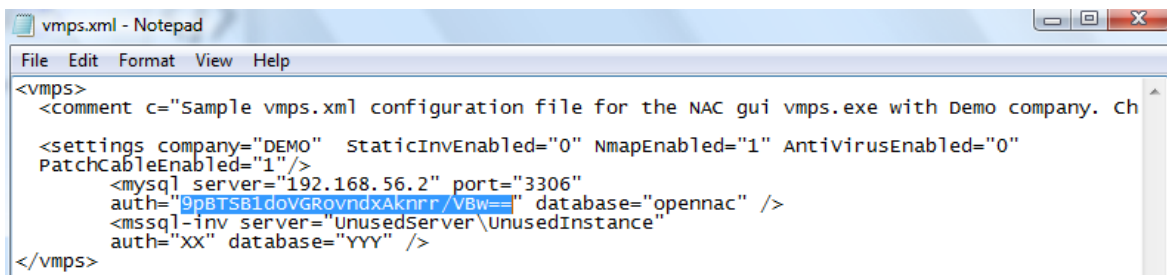 vmps.xml - Notepad
File Edit Format View Help
<vmps>
<comment c="Sample vmps.xml configuration file for the NAC gui vmps.exe with Demo company. Ch
<settings company="DEMO" StaticInvEnabled="0" NmapEnabled="1" AntiVirusEnabled="0"
PatchCableEnabled="1"/>
<mysql server="192.168.56.2" port="3306"
auth="9pBTSB1doVGRovndxAknrr/VBw==" database="opennac" />
<mssql-inv server="UnusedServer\UnusedInstance"
auth="XX" database="YYY" />
</vmps>